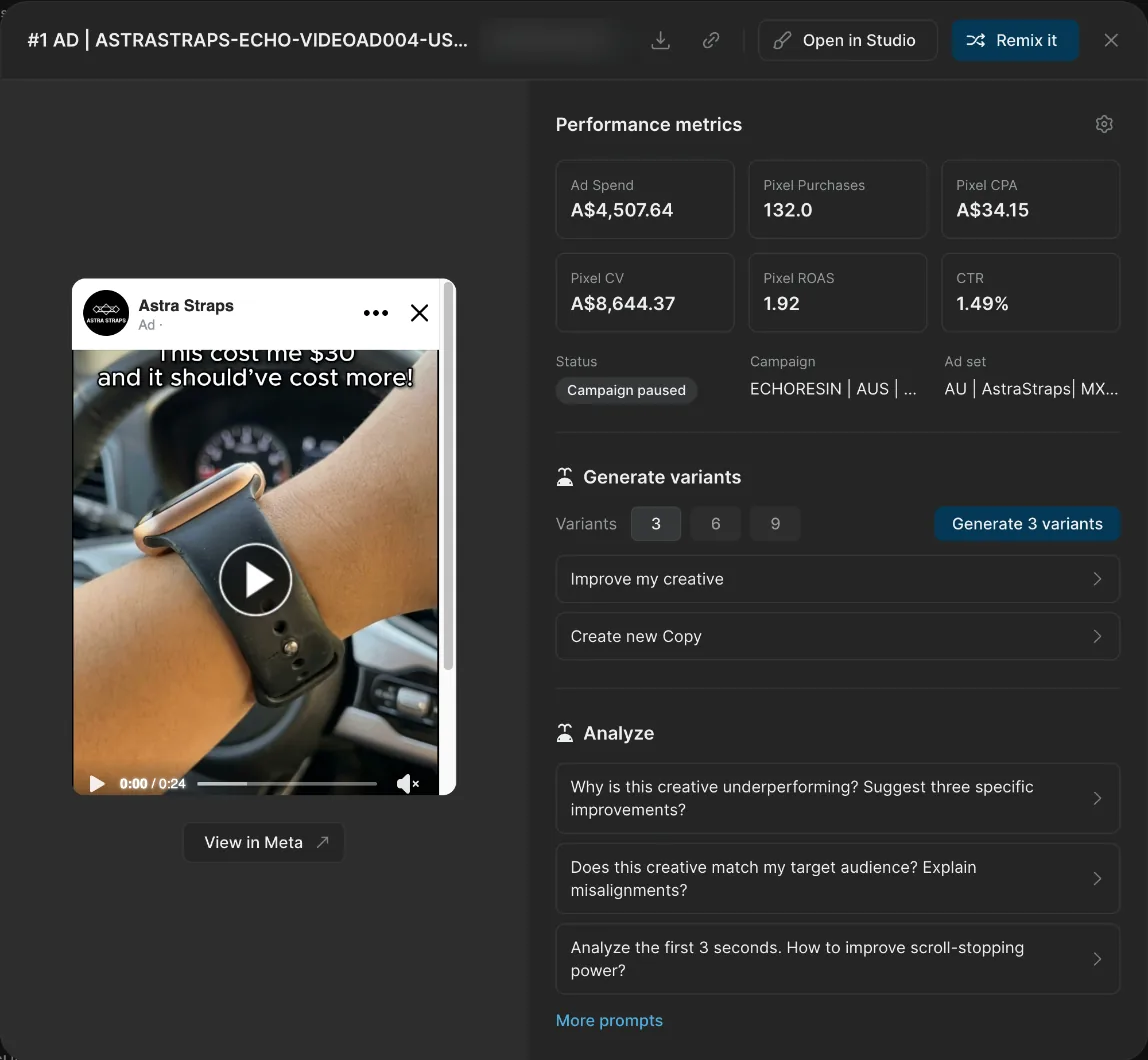 #1 AD | ASTRASTRAPS-ECHO-VIDEOAD004-US...
Open in Studio
Remix it
Astra Straps
Ad ·
ASTRA STRAPS
This cost me $30
and it should've cost more!
0:00 / 0:24
View in Meta
Performance metrics
Ad Spend
A$4,507.64
Pixel Purchases
132.0
Pixel CPA
A$34.15
Pixel CV
A$8,644.37
Pixel ROAS
1.92
CTR
1.49%
Status
Campaign paused
Campaign
ECHORESIN | AUS | ...
Ad set
AU | AstraStraps| MX...
Generate variants
Variants
3
6
9
Generate 3 variants
Improve my creative
Create new Copy
Analyze
Why is this creative underperforming? Suggest three specific
improvements?
Does this creative match my target audience? Explain
misalignments?
Analyze the first 3 seconds. How to improve scroll-stopping
power?
More prompts